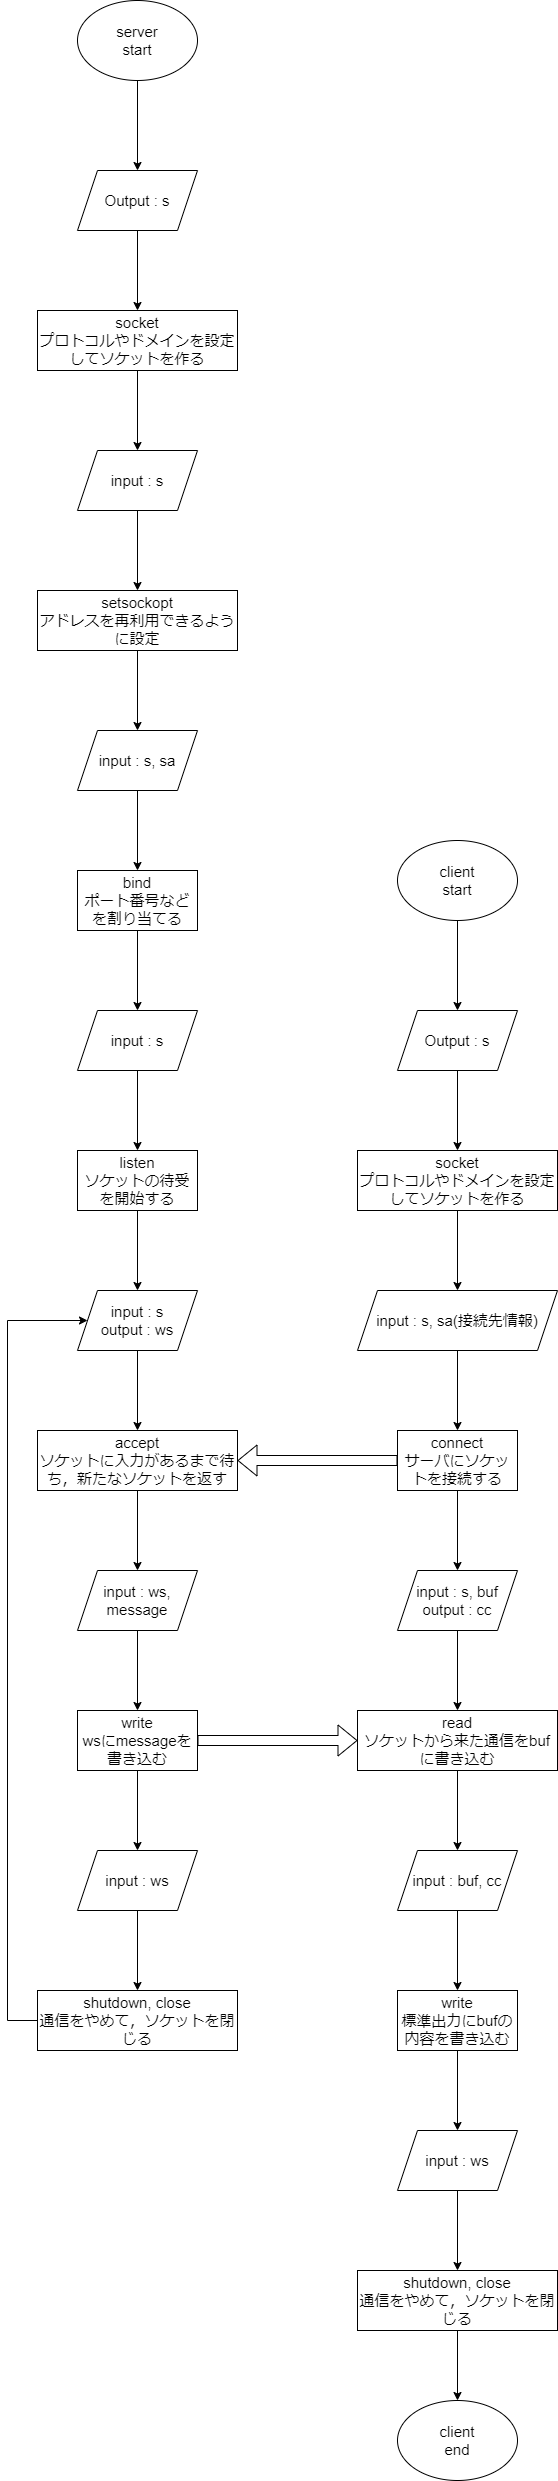 server
start
Output : s
socket
プロトコルやドメインを設定
してソケットを作る
input : s
setsockopt
アドレスを再利用できるよう
に設定
input : s, sa
bind
ポート番号など
を割り当てる
input : s
listen
ソケットの待受
を開始する
input : s
output : ws
accept
ソケットに入力があるまで待
ち，新たなソケットを返す
input : ws,
message
write
wsにmessageを
書き込む
input : ws
shutdown, close
通信をやめて，ソケットを閉
じる
client
start
Output : s
socket
プロトコルやドメインを設定
してソケットを作る
input : s, sa(接続先情報)
connect
サーバにソケッ
トを接続する
input : s, buf
output : cc
read
ソケットから来た通信をbuf
に書き込む
input : buf, cc
write
標準出力にbufの
内容を書き込む
input : ws
shutdown, close
通信をやめて，ソケットを閉
じる
client
end